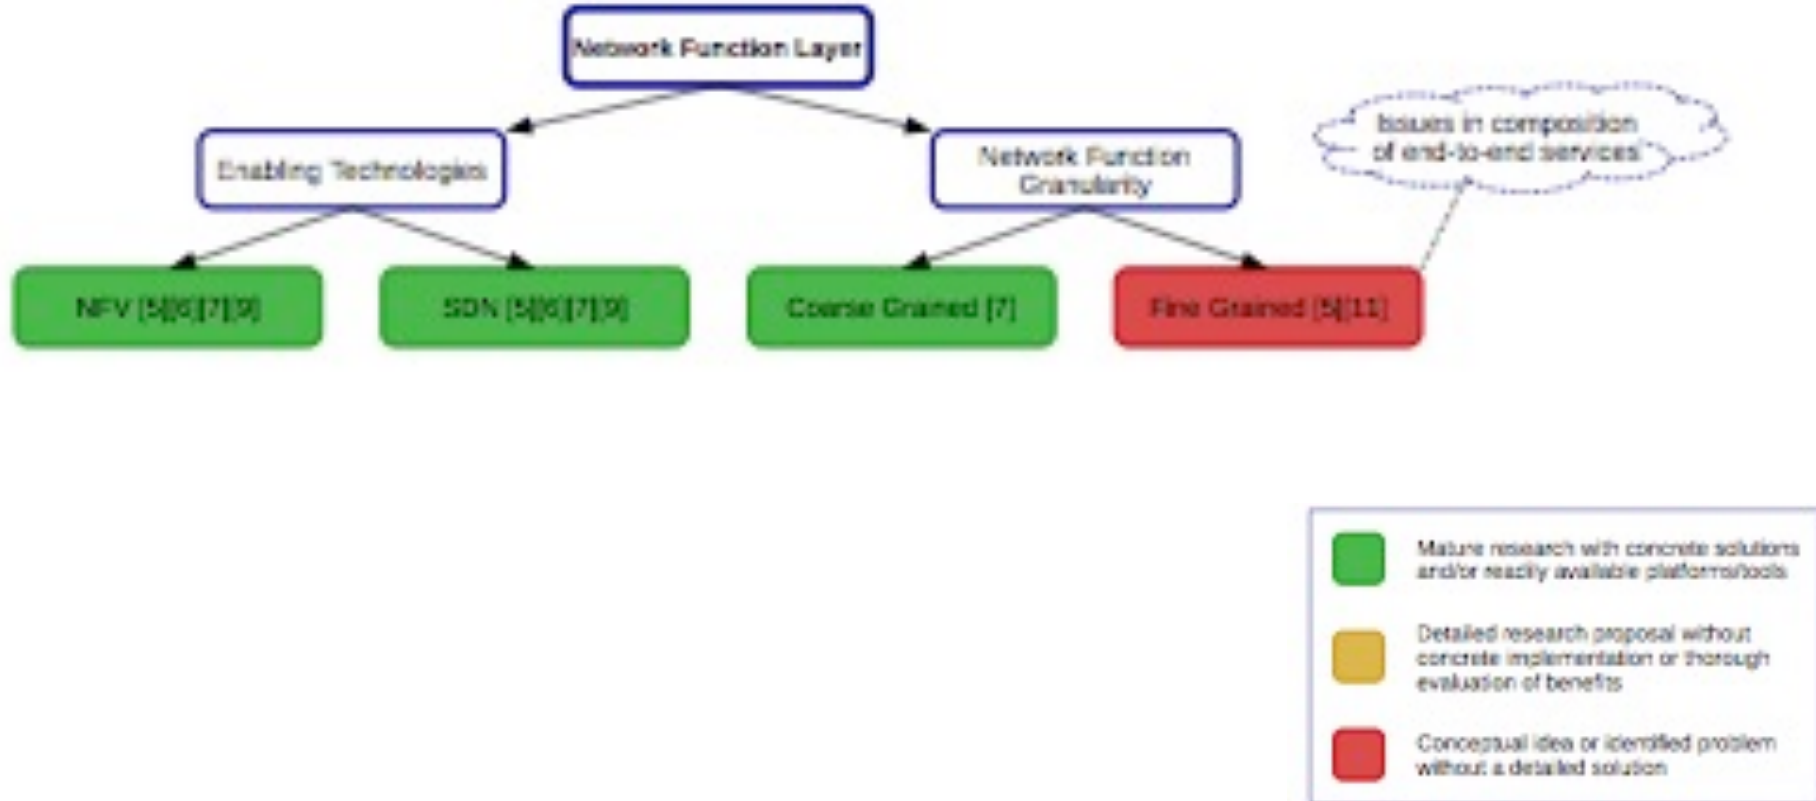 Network Function Layer
Enabling Technologies
Network Function
Granularity
Issues in composition
of end-to-end services
NFV [5][6][7][9]
SDN [5][6][7][9]
Coarse Grained [7]
Fine Grained [5][11]
Mature research with concrete solutions
and/or readily available platforms/tools
Detailed research proposal without
concrete implementation or thorough
evaluation of benefits
Conceptual idea or identified problem
without a detailed solution